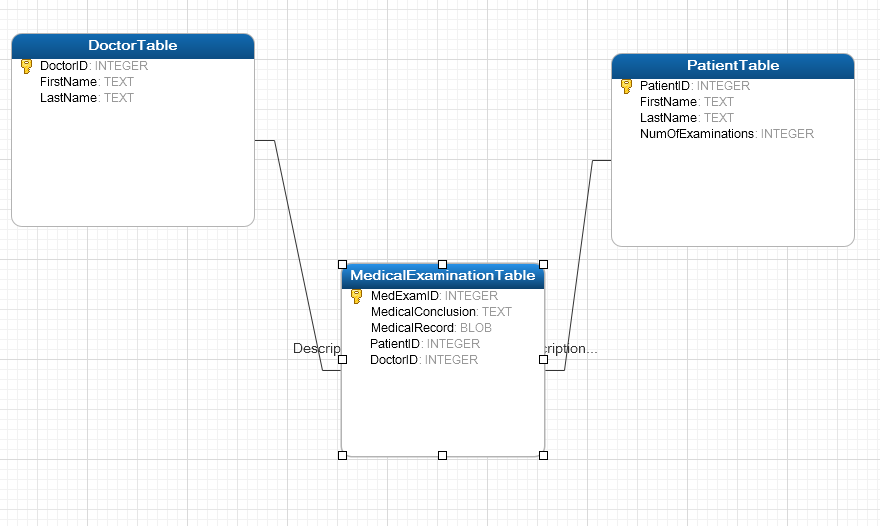 DoctorTable
DoctorID: INTEGER
FirstName: TEXT
LastName: TEXT
PatientTable
PatientID: INTEGER
FirstName: TEXT
LastName: TEXT
NumOfExaminations: INTEGER
MedicalExaminationTable
MedExamID: INTEGER
MedicalConclusion: TEXT
MedicalRecord: BLOB
PatientID: INTEGER
DoctorID: INTEGER
Descrip
cription...